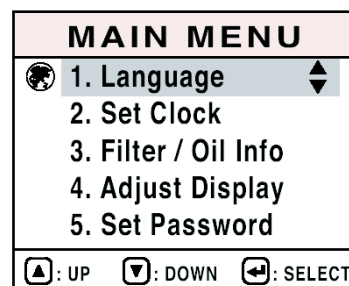 MAIN MENU
1. Language
2. Set Clock
3. Filter / Oil Info
4. Adjust Display
5. Set Password
: UP : DOWN : SELECT